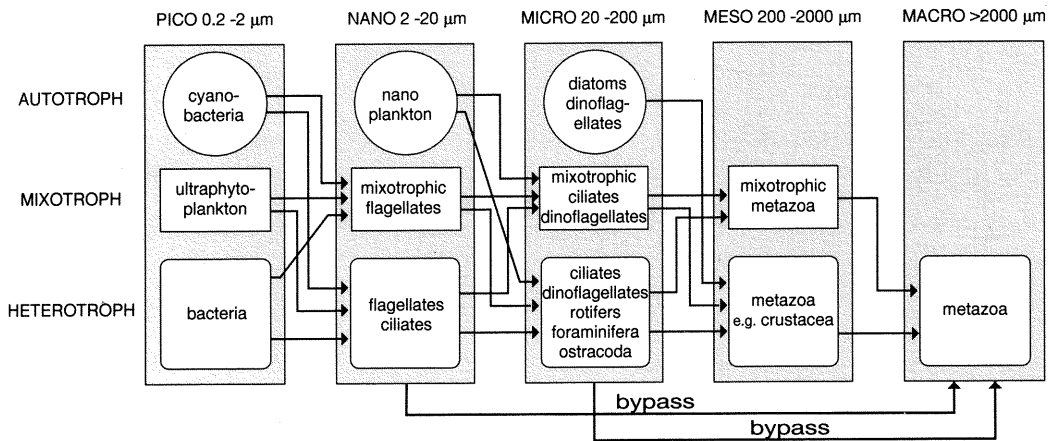 PICO 0.2 -2 μm
NANO 2 -20 μm
MICRO 20 -200 μm
MESO 200 -2000 μm
MACRO >2000 μm
AUTOTROPH
cyano-
bacteria
nano
plankton
diatoms
dinoflag-
ellates
MIXOTROPH
ultraphyto-
plankton
mixotrophic
flagellates
mixotrophic
ciliates
dinoflagellates
mixotrophic
metazoa
HETEROTROPH
bacteria
flagellates
ciliates
ciliates
dinoflagellates
rotifers
foraminifera
ostracoda
metazoa
e.g. crustacea
metazoa
bypass
bypass